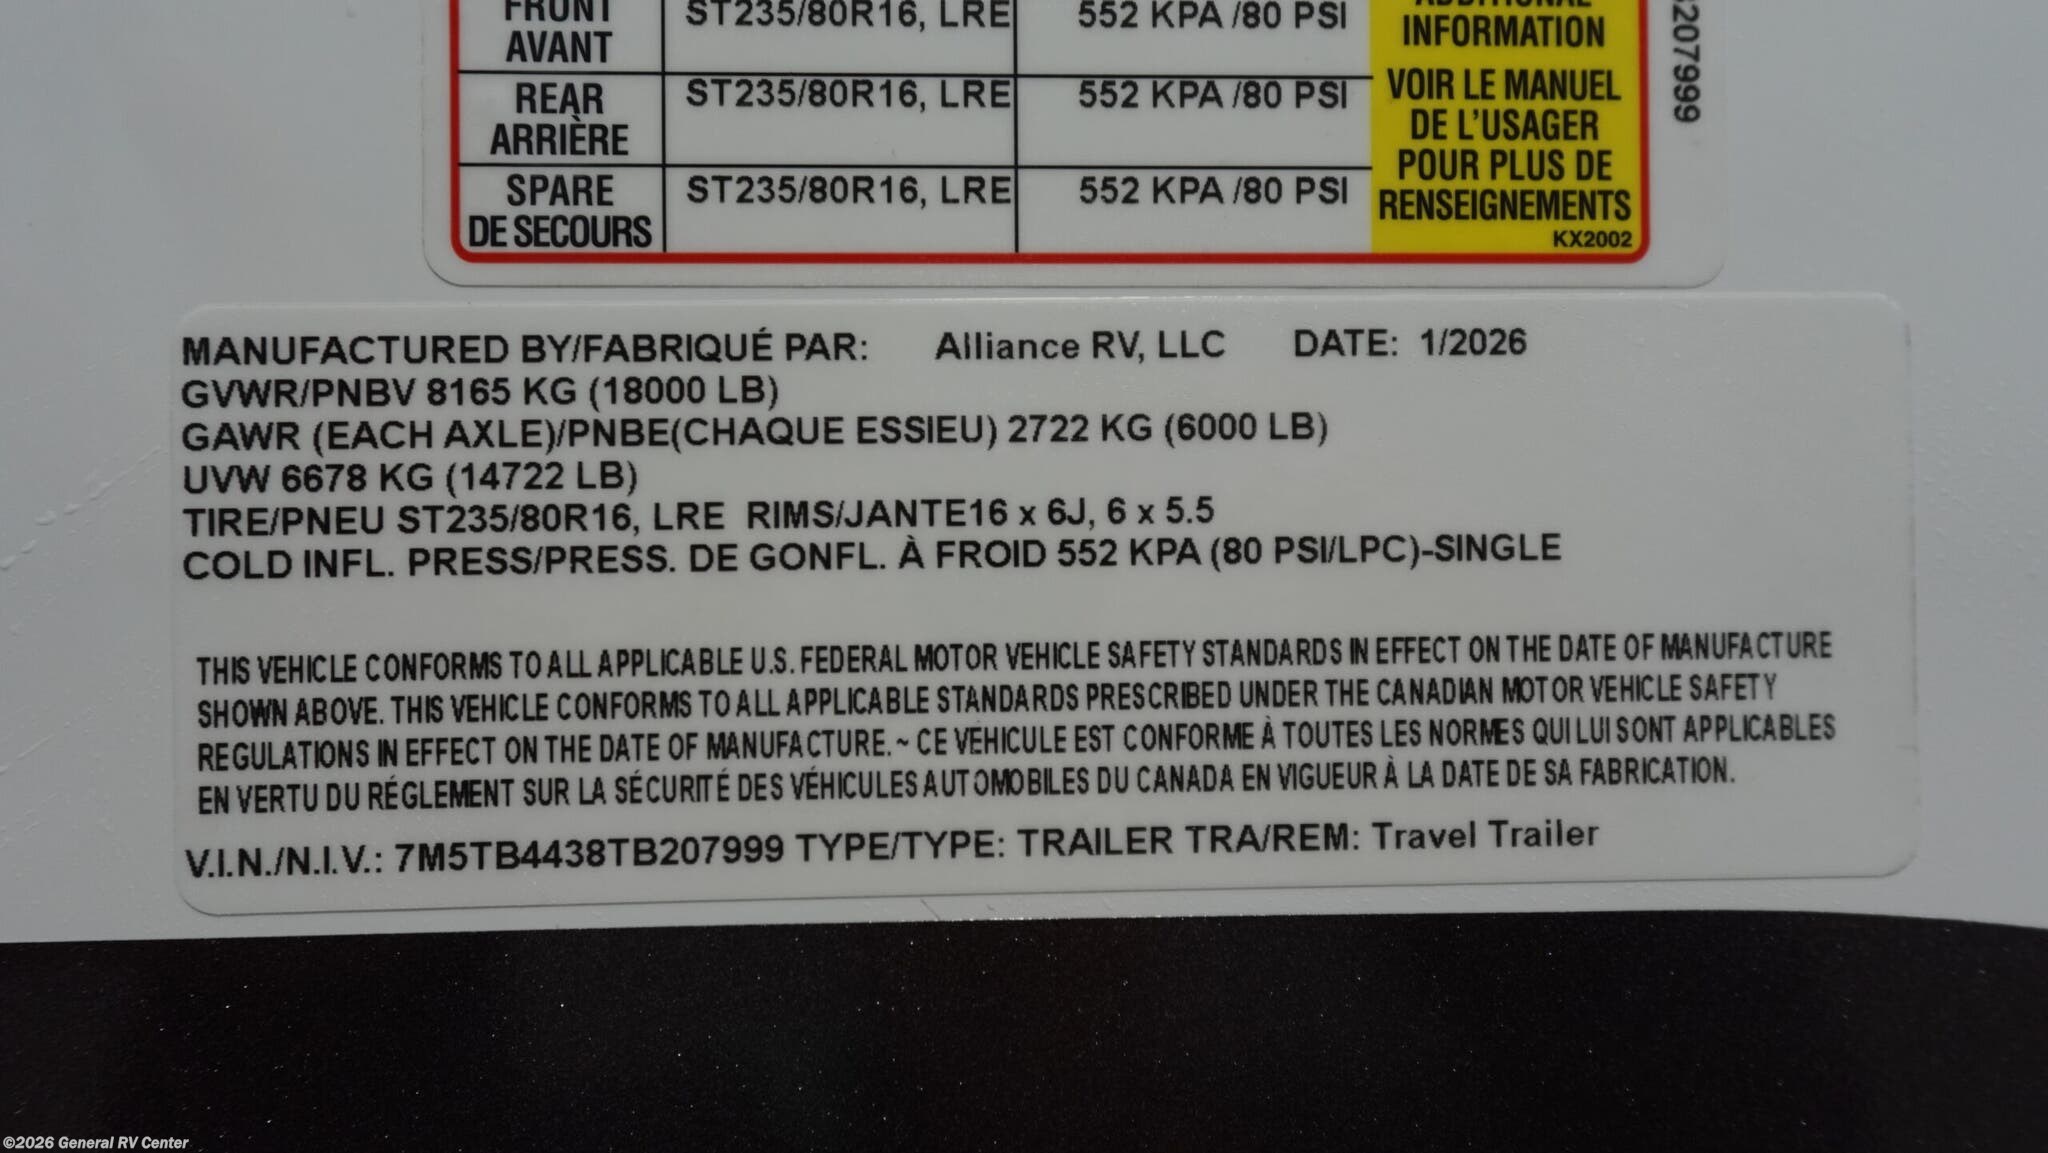 FRONT
AVANT
ST235/80R16, LRE
552 KPA /80 PSI
REAR
ARRIÈRE
ST235/80R16, LRE
552 KPA /80 PSI
SPARE
DE SECOURS
ST235/80R16, LRE
552 KPA /80 PSI
ADDITIONAL
INFORMATION
VOIR LE MANUEL
DE L'USAGER
POUR PLUS DE
RENSEIGNEMENTS
KX2002
207999
MANUFACTURED BY/FABRIQUÉ PAR: Alliance RV, LLC DATE: 1/2026
GVWR/PNBV 8165 KG (18000 LB)
GAWR (EACH AXLE)/PNBE(CHAQUE ESSIEU) 2722 KG (6000 LB)
UVW 6678 KG (14722 LB)
TIRE/PNEU ST235/80R16, LRE RIMS/JANTE16 x 6J, 6 x 5.5
COLD INFL. PRESS/PRESS. DE GONFL. À FROID 552 KPA (80 PSI/LPC)-SINGLE
THIS VEHICLE CONFORMS TO ALL APPLICABLE U.S. FEDERAL MOTOR VEHICLE SAFETY STANDARDS IN EFFECT ON THE DATE OF MANUFACTURE
SHOWN ABOVE. THIS VEHICLE CONFORMS TO ALL APPLICABLE STANDARDS PRESCRIBED UNDER THE CANADIAN MOTOR VEHICLE SAFETY
REGULATIONS IN EFFECT ON THE DATE OF MANUFACTURE. ~ CE VÉHICULE EST CONFORME À TOUTES LES NORMES QUI LUI SONT APPLICABLES
EN VERTU DU RÉGLEMENT SUR LA SÉCURITÉ DES VÉHICULES AUTOMOBILES DU CANADA EN VIGUEUR À LA DATE DE SA FABRICATION.
V.I.N./N.I.V.: 7M5TB4438TB207999 TYPE/TYPE: TRAILER TRA/REM: Travel Trailer
©2026 General RV Center